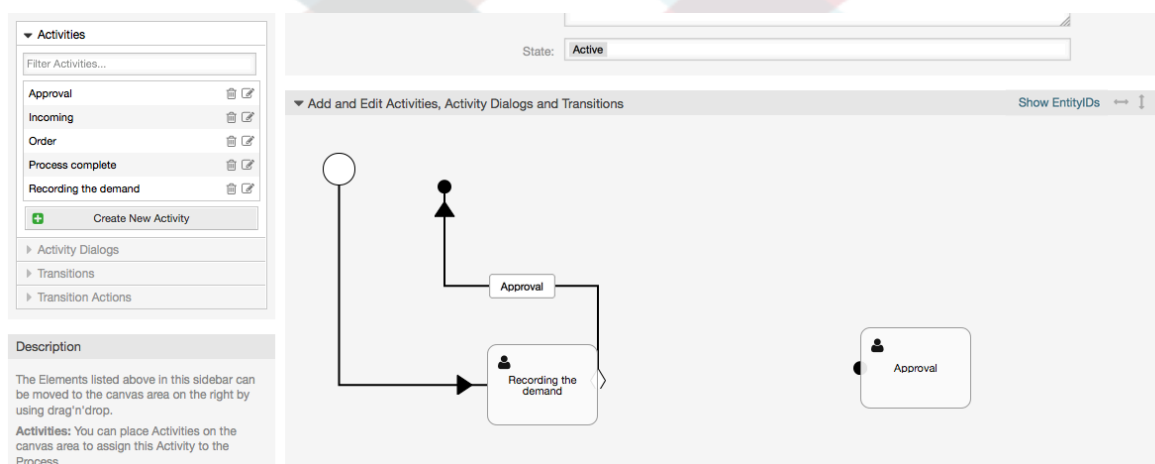 Activities
Filter Activities...
Approval
Incoming
Order
Process complete
Recording the demand
Create New Activity
Activity Dialogs
Transitions
Transition Actions
Description
The Elements listed above in this sidebar can
be moved to the canvas area on the right by
using drag'n'drop.
Activities: You can place Activities on the
canvas area to assign this Activity to the
Process.
State: Active
Add and Edit Activities, Activity Dialogs and Transitions
Show EntityIDs
Approval
Recording the
demand
Approval